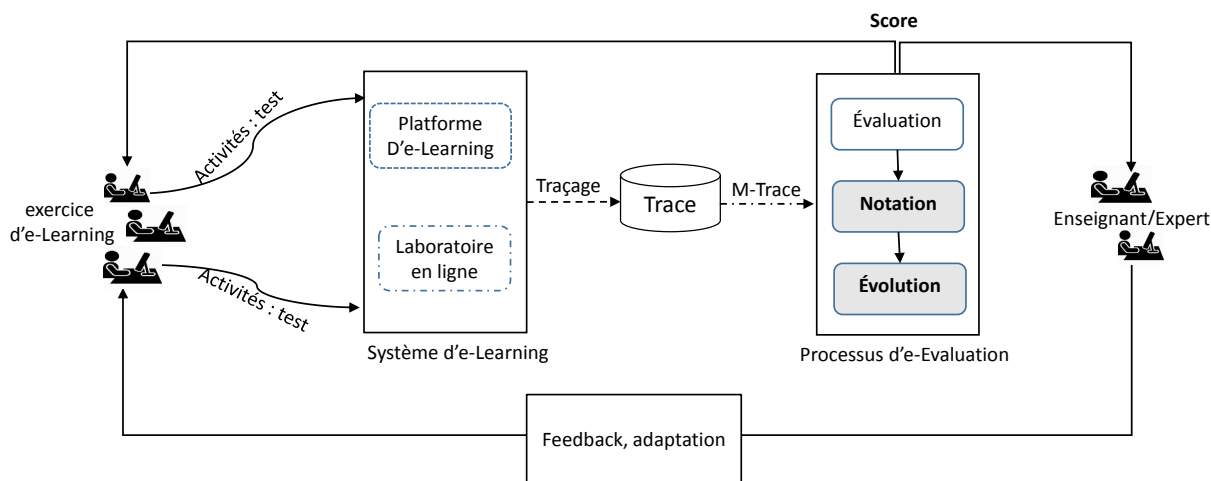 Score
Activités : test
Platforme
D'e-Learning
Évaluation
Traçage
M-Trace
Trace
Notation
exercice
d'e-Learning
Enseignant/Expert
Laboratoire
en ligne
Activités : test
Évolution
Système d'e-Learning
Processus d'e-Evaluation
Feedback, adaptation